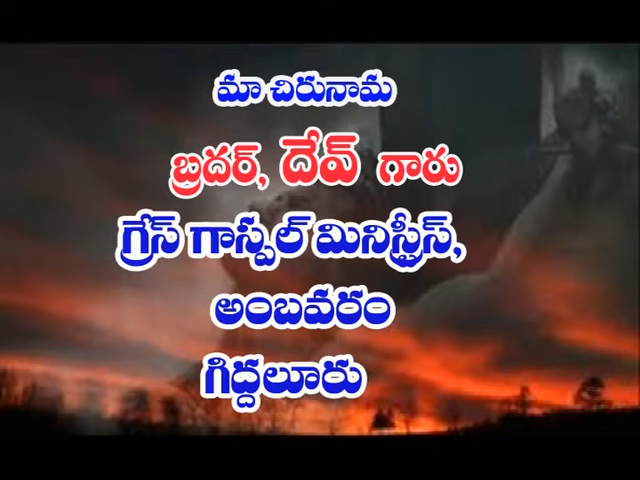 మా చిరునామ
బ్రదర్, దేవ్ గారు
గ్రేస్ గాస్పల్ మినిస్ట్రీస్,
అంబవరం
గిద్దలూరు